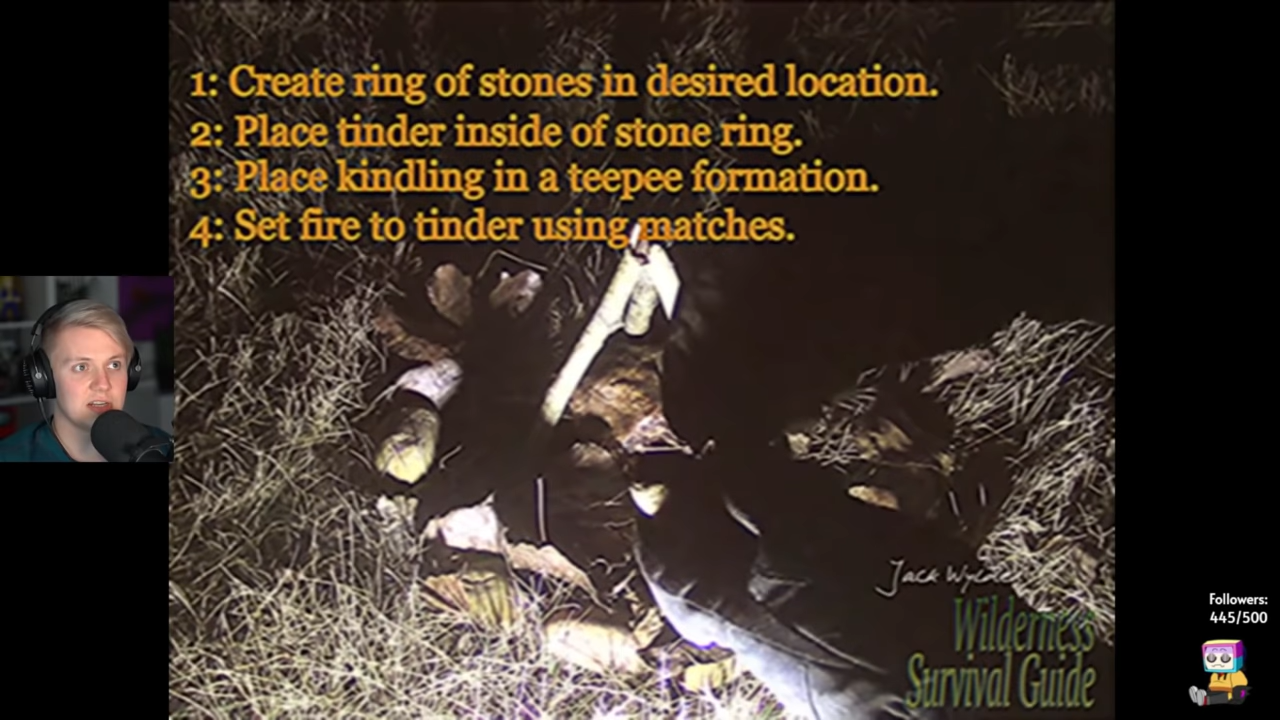 1: Create ring of stones in desired location.
2: Place tinder inside of stone ring.
3: Place kindling in a teepee formation.
4: Set fire to tinder using matches.
Jack
Wilderness
Survival Guide
Followers:
445/500